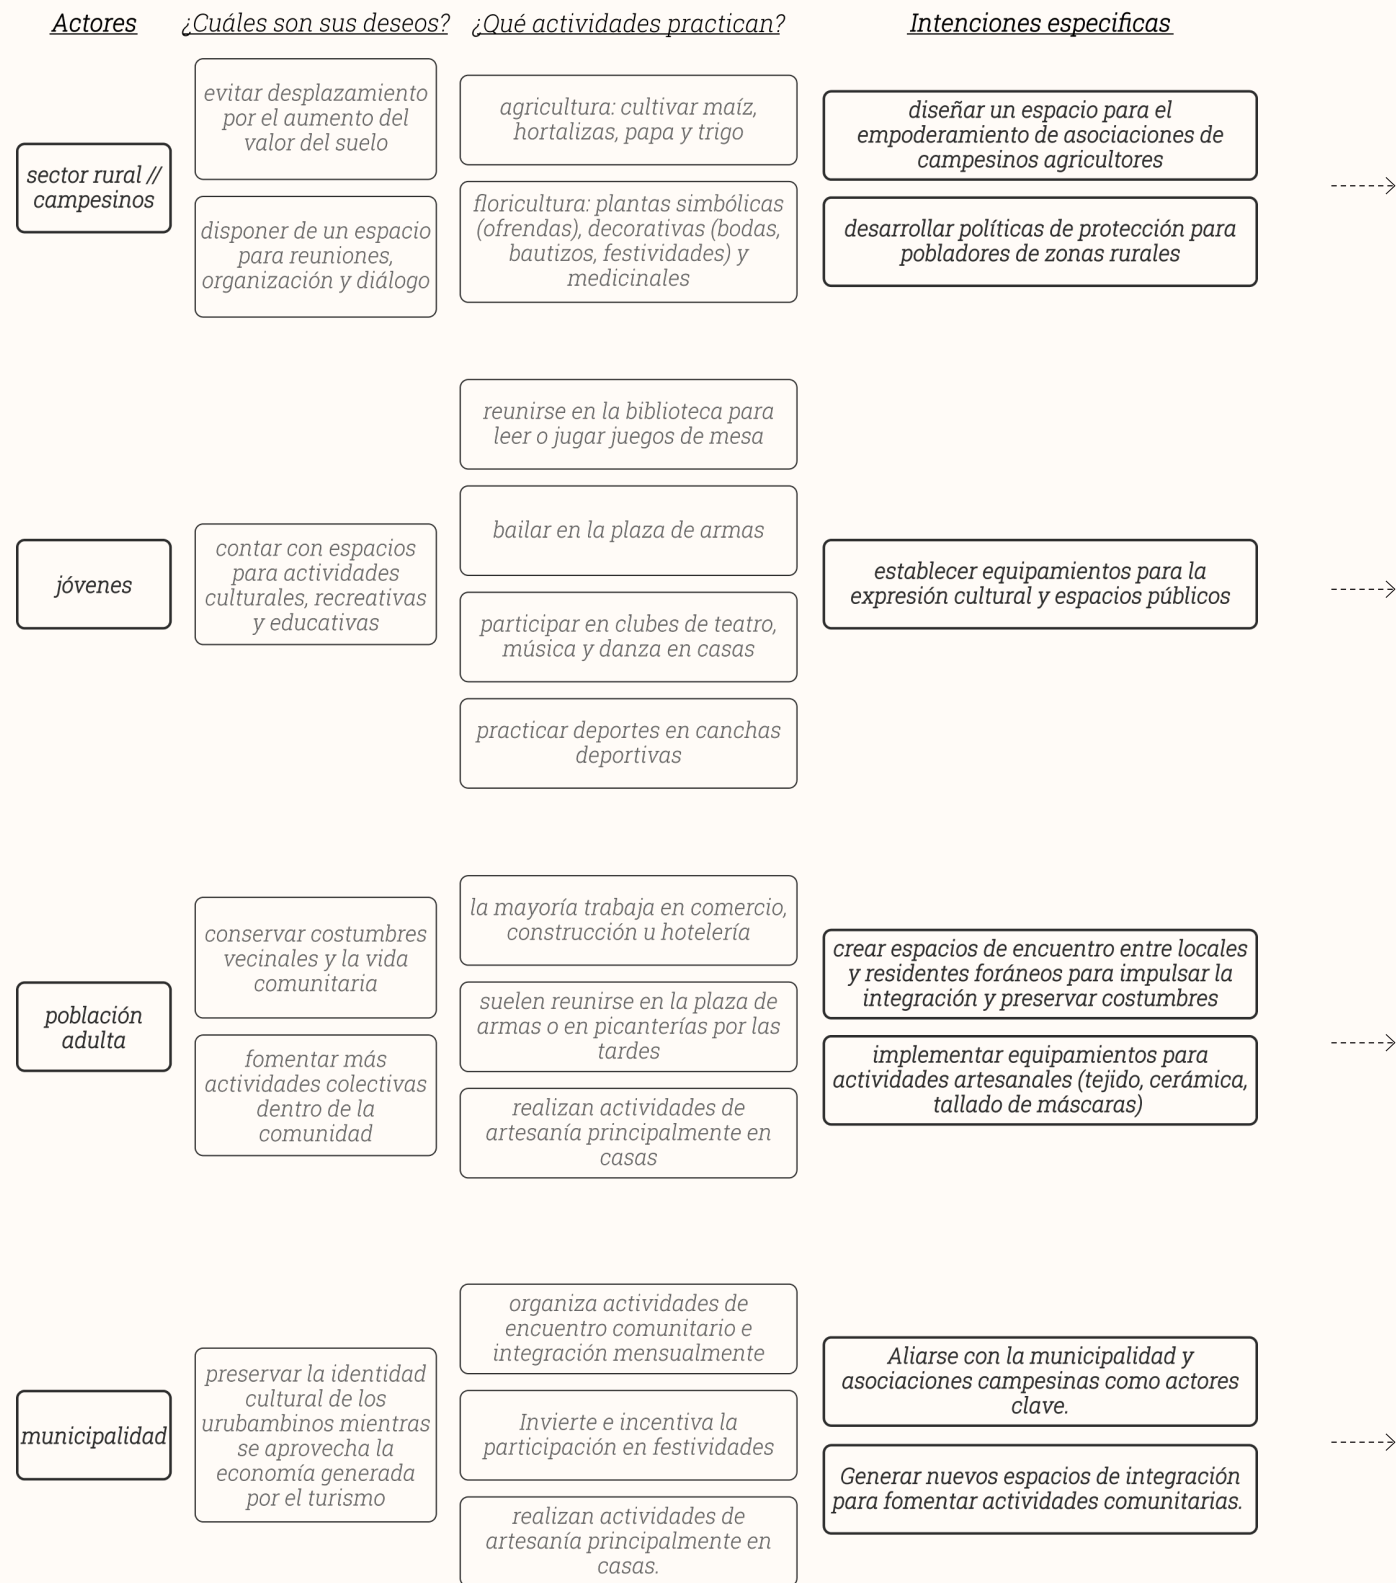 Actores
¿Cuáles son sus deseos?
¿Qué actividades practican?
Intenciones especificas
sector rural //
campesinos
evitar desplazamiento
por el aumento del
valor del suelo
disponer de un espacio
para reuniones,
organización y diálogo
agricultura: cultivar maíz,
hortalizas, papa y trigo
floricultura: plantas simbólicas
(ofrendas), decorativas (bodas,
bautizos, festividades) y
medicinales
diseñar un espacio para el
empoderamiento de asociaciones de
campesinos agricultores
desarrollar políticas de protección para
pobladores de zonas rurales
jóvenes
contar con espacios
para actividades
culturales, recreativas
y educativas
reunirse en la biblioteca para
leer o jugar juegos de mesa
bailar en la plaza de armas
participar en clubes de teatro,
música y danza en casas
practicar deportes en canchas
deportivas
establecer equipamientos para la
expresión cultural y espacios públicos
población
adulta
conservar costumbres
vecinales y la vida
comunitaria
fomentar más
actividades colectivas
dentro de la
comunidad
la mayoría trabaja en comercio,
construcción u hotelería
suelen reunirse en la plaza de
armas o en picanterías por las
tardes
realizan actividades de
artesanía principalmente en
casas
crear espacios de encuentro entre locales
y residentes foráneos para impulsar la
integración y preservar costumbres
implementar equipamientos para
actividades artesanales (tejido, cerámica,
tallado de máscaras)
municipalidad
preservar la identidad
cultural de los
urubambinos mientras
se aprovecha la
economía generada
por el turismo
organiza actividades de
encuentro comunitario e
integración mensualmente
Invierte e incentiva la
participación en festividades
realizan actividades de
artesanía principalmente en
casas.
Aliarse con la municipalidad y
asociaciones campesinas como actores
clave.
Generar nuevos espacios de integración
para fomentar actividades comunitarias.